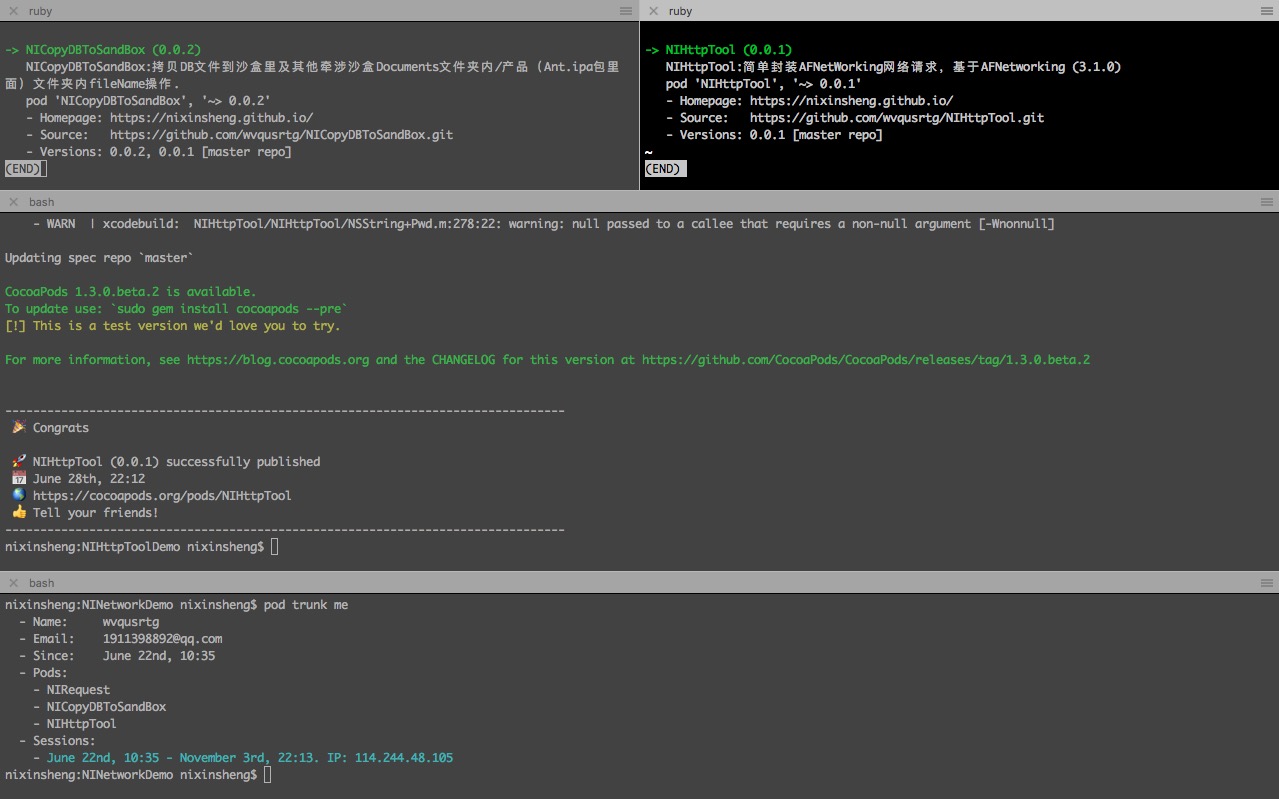 ruby
-> NICopyDBToSandBox (0.0.2)
NICopyDBToSandBox:拷贝DB文件到沙盒里及其他牵涉沙盒Documents文件夹内/产品（Ant.ipa包里
面）文件夹内fileName操作.
pod 'NICopyDBToSandBox', '~> 0.0.2'
- Homepage: https://nixinsheng.github.io/
- Source:   https://github.com/wvqusrtg/NICopyDBToSandBox.git
- Versions: 0.0.2, 0.0.1 [master repo]
(END)
ruby
-> NIHttpTool (0.0.1)
NIHttpTool:简单封装AFNetWorking网络请求，基于AFNetworking (3.1.0)
pod 'NIHttpTool', '~> 0.0.1'
- Homepage: https://nixinsheng.github.io/
- Source:   https://github.com/wvqusrtg/NIHttpTool.git
- Versions: 0.0.1 [master repo]
~
(END)
bash
- WARN  | xcodebuild:  NIHttpTool/NIHttpTool/NSString+Pwd.m:278:22: warning: null passed to a callee that requires a non-null argument [-Wnonnull]
Updating spec repo `master`
CocoaPods 1.3.0.beta.2 is available.
To update use: `sudo gem install cocoapods --pre`
[!] This is a test version we'd love you to try.
For more information, see https://blog.cocoapods.org and the CHANGELOG for this version at https://github.com/CocoaPods/CocoaPods/releases/tag/1.3.0.beta.2
--------------------------------------------------------------------------------
🎉 Congrats
🚀 NIHttpTool (0.0.1) successfully published
📅 June 28th, 22:12
🌎 https://cocoapods.org/pods/NIHttpTool
👍 Tell your friends!
--------------------------------------------------------------------------------
nixinsheng:NIHttpToolDemo nixinsheng$
bash
nixinsheng:NINetworkDemo nixinsheng$ pod trunk me
- Name:     wvqusrtg
- Email:    1911398892@qq.com
- Since:    June 22nd, 10:35
- Pods:
- NIRequest
- NICopyDBToSandBox
- NIHttpTool
- Sessions:
- June 22nd, 10:35 - November 3rd, 22:13. IP: 114.244.48.105
nixinsheng:NINetworkDemo nixinsheng$